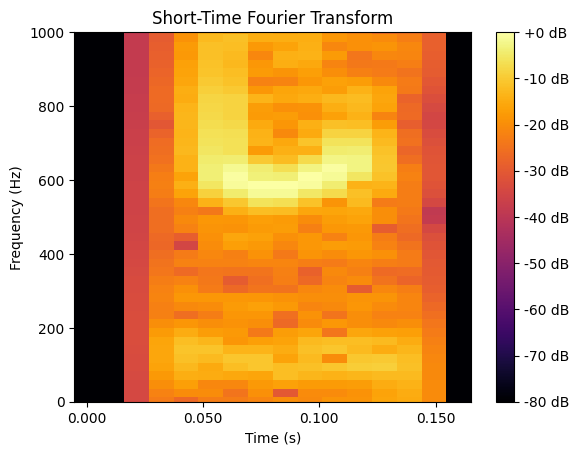 Short-Time Fourier Transform
1000
800
600
400
200
0
Frequency (Hz)
0.000
0.050
0.100
0.150
Time (s)
+0 dB
-10 dB
-20 dB
-30 dB
-40 dB
-50 dB
-60 dB
-70 dB
-80 dB